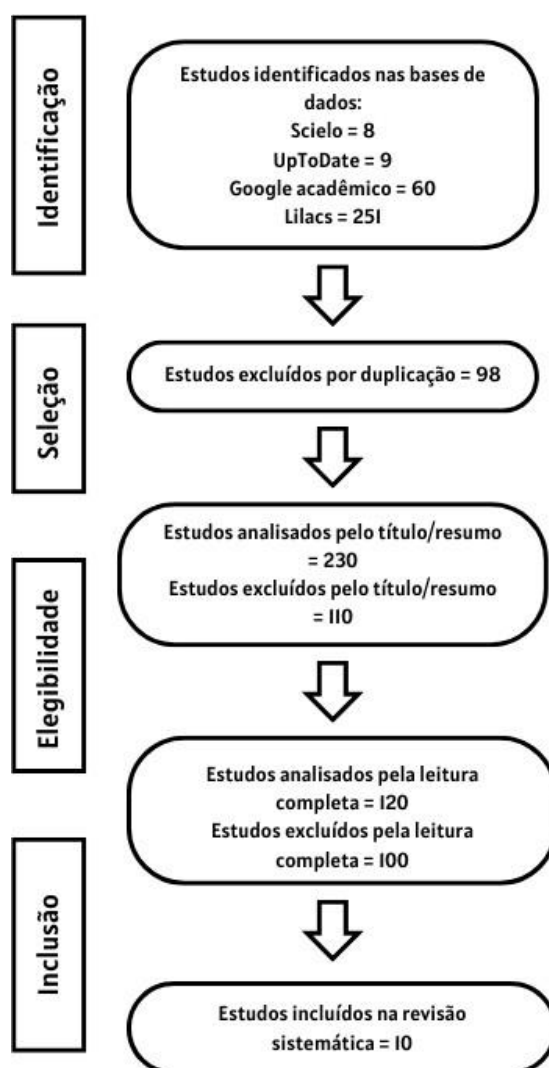 Identificação
Estudos identificados nas bases de
dados:
Scielo = 8
UpToDate = 9
Google acadêmico = 60
Lilacs = 251
Seleção
Estudos excluídos por duplicação = 98
Elegibilidade
Estudos analisados pelo título/resumo
= 230
Estudos excluídos pelo título/resumo
= 110
Estudos analisados pela leitura
completa = 120
Estudos excluídos pela leitura
completa = 100
Inclusão
Estudos incluídos na revisão
sistemática = 10